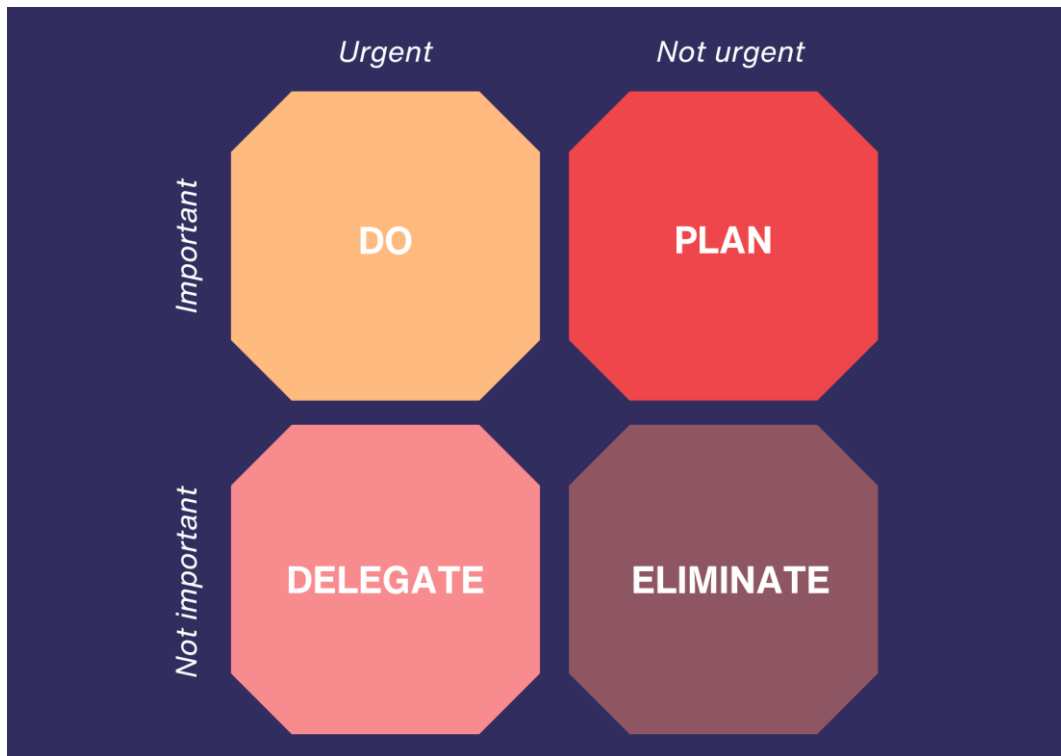 Urgent
Not urgent
Important
DO
PLAN
Not important
DELEGATE
ELIMINATE